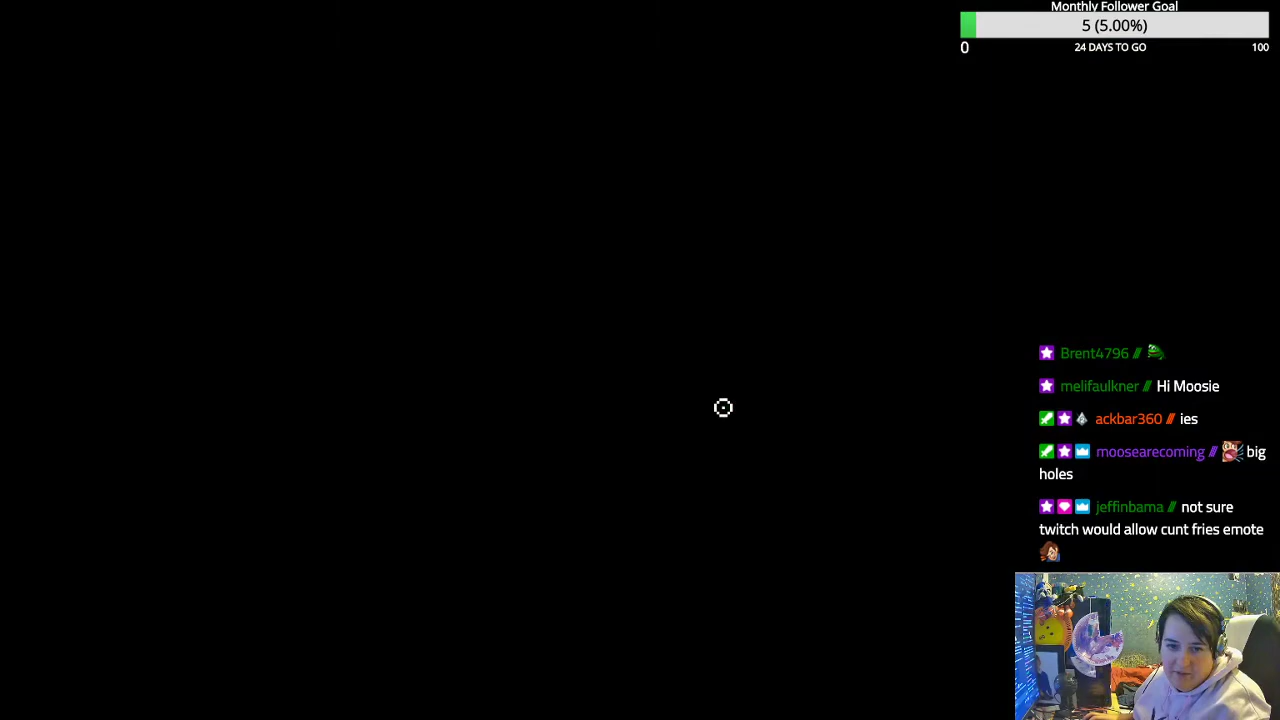 Monthly Follower Goal
5 (5.00%)
0 24 DAYS TO GO 100
Brent4796 //
melifaulkner // Hi Moosie
ackbar360 // ies
moosearecoming // big
holes
jeffinbama // not sure
twitch would allow cunt fries emote